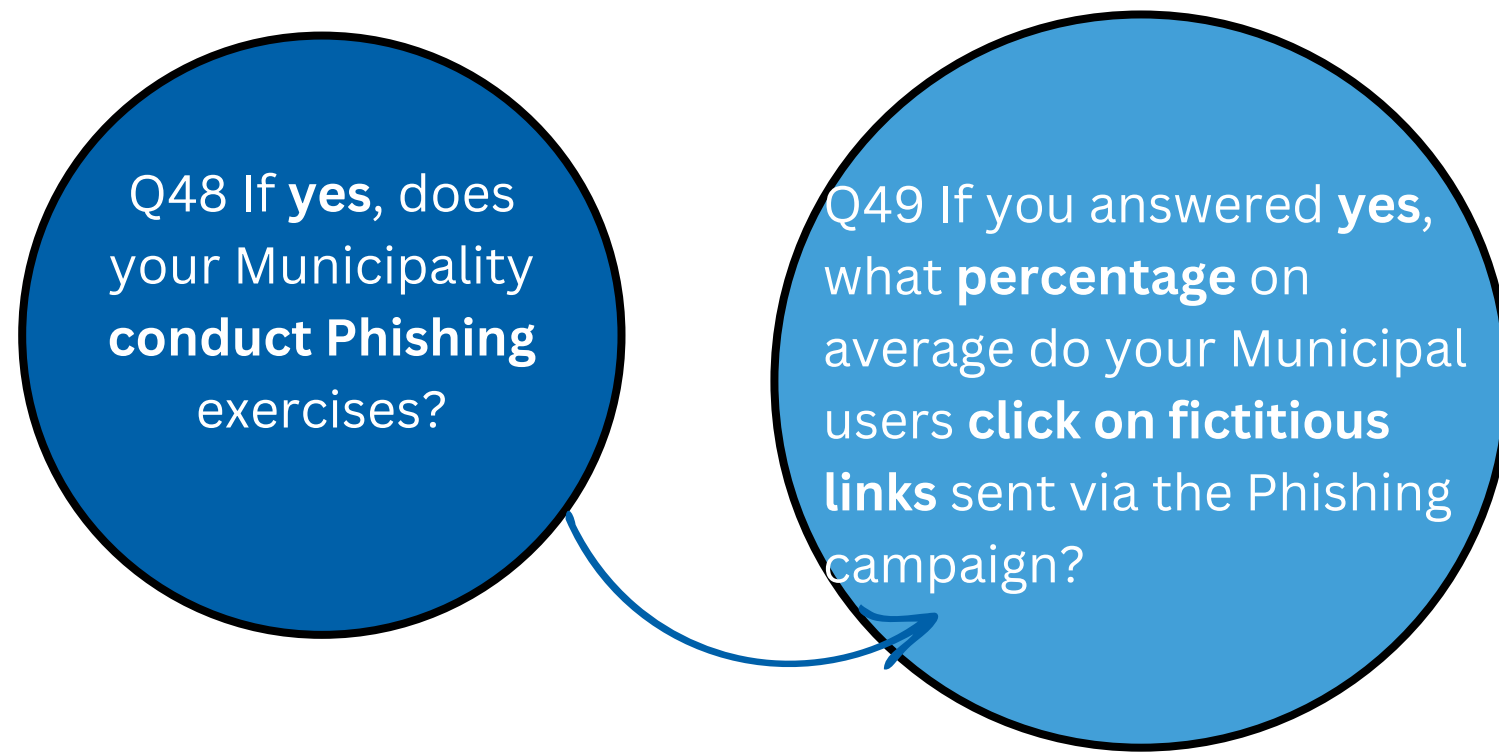 Q48 If yes, does
your Municipality
conduct Phishing
exercises?
Q49 If you answered yes,
what percentage on
average do your Municipal
users click on fictitious
links sent via the Phishing
campaign?